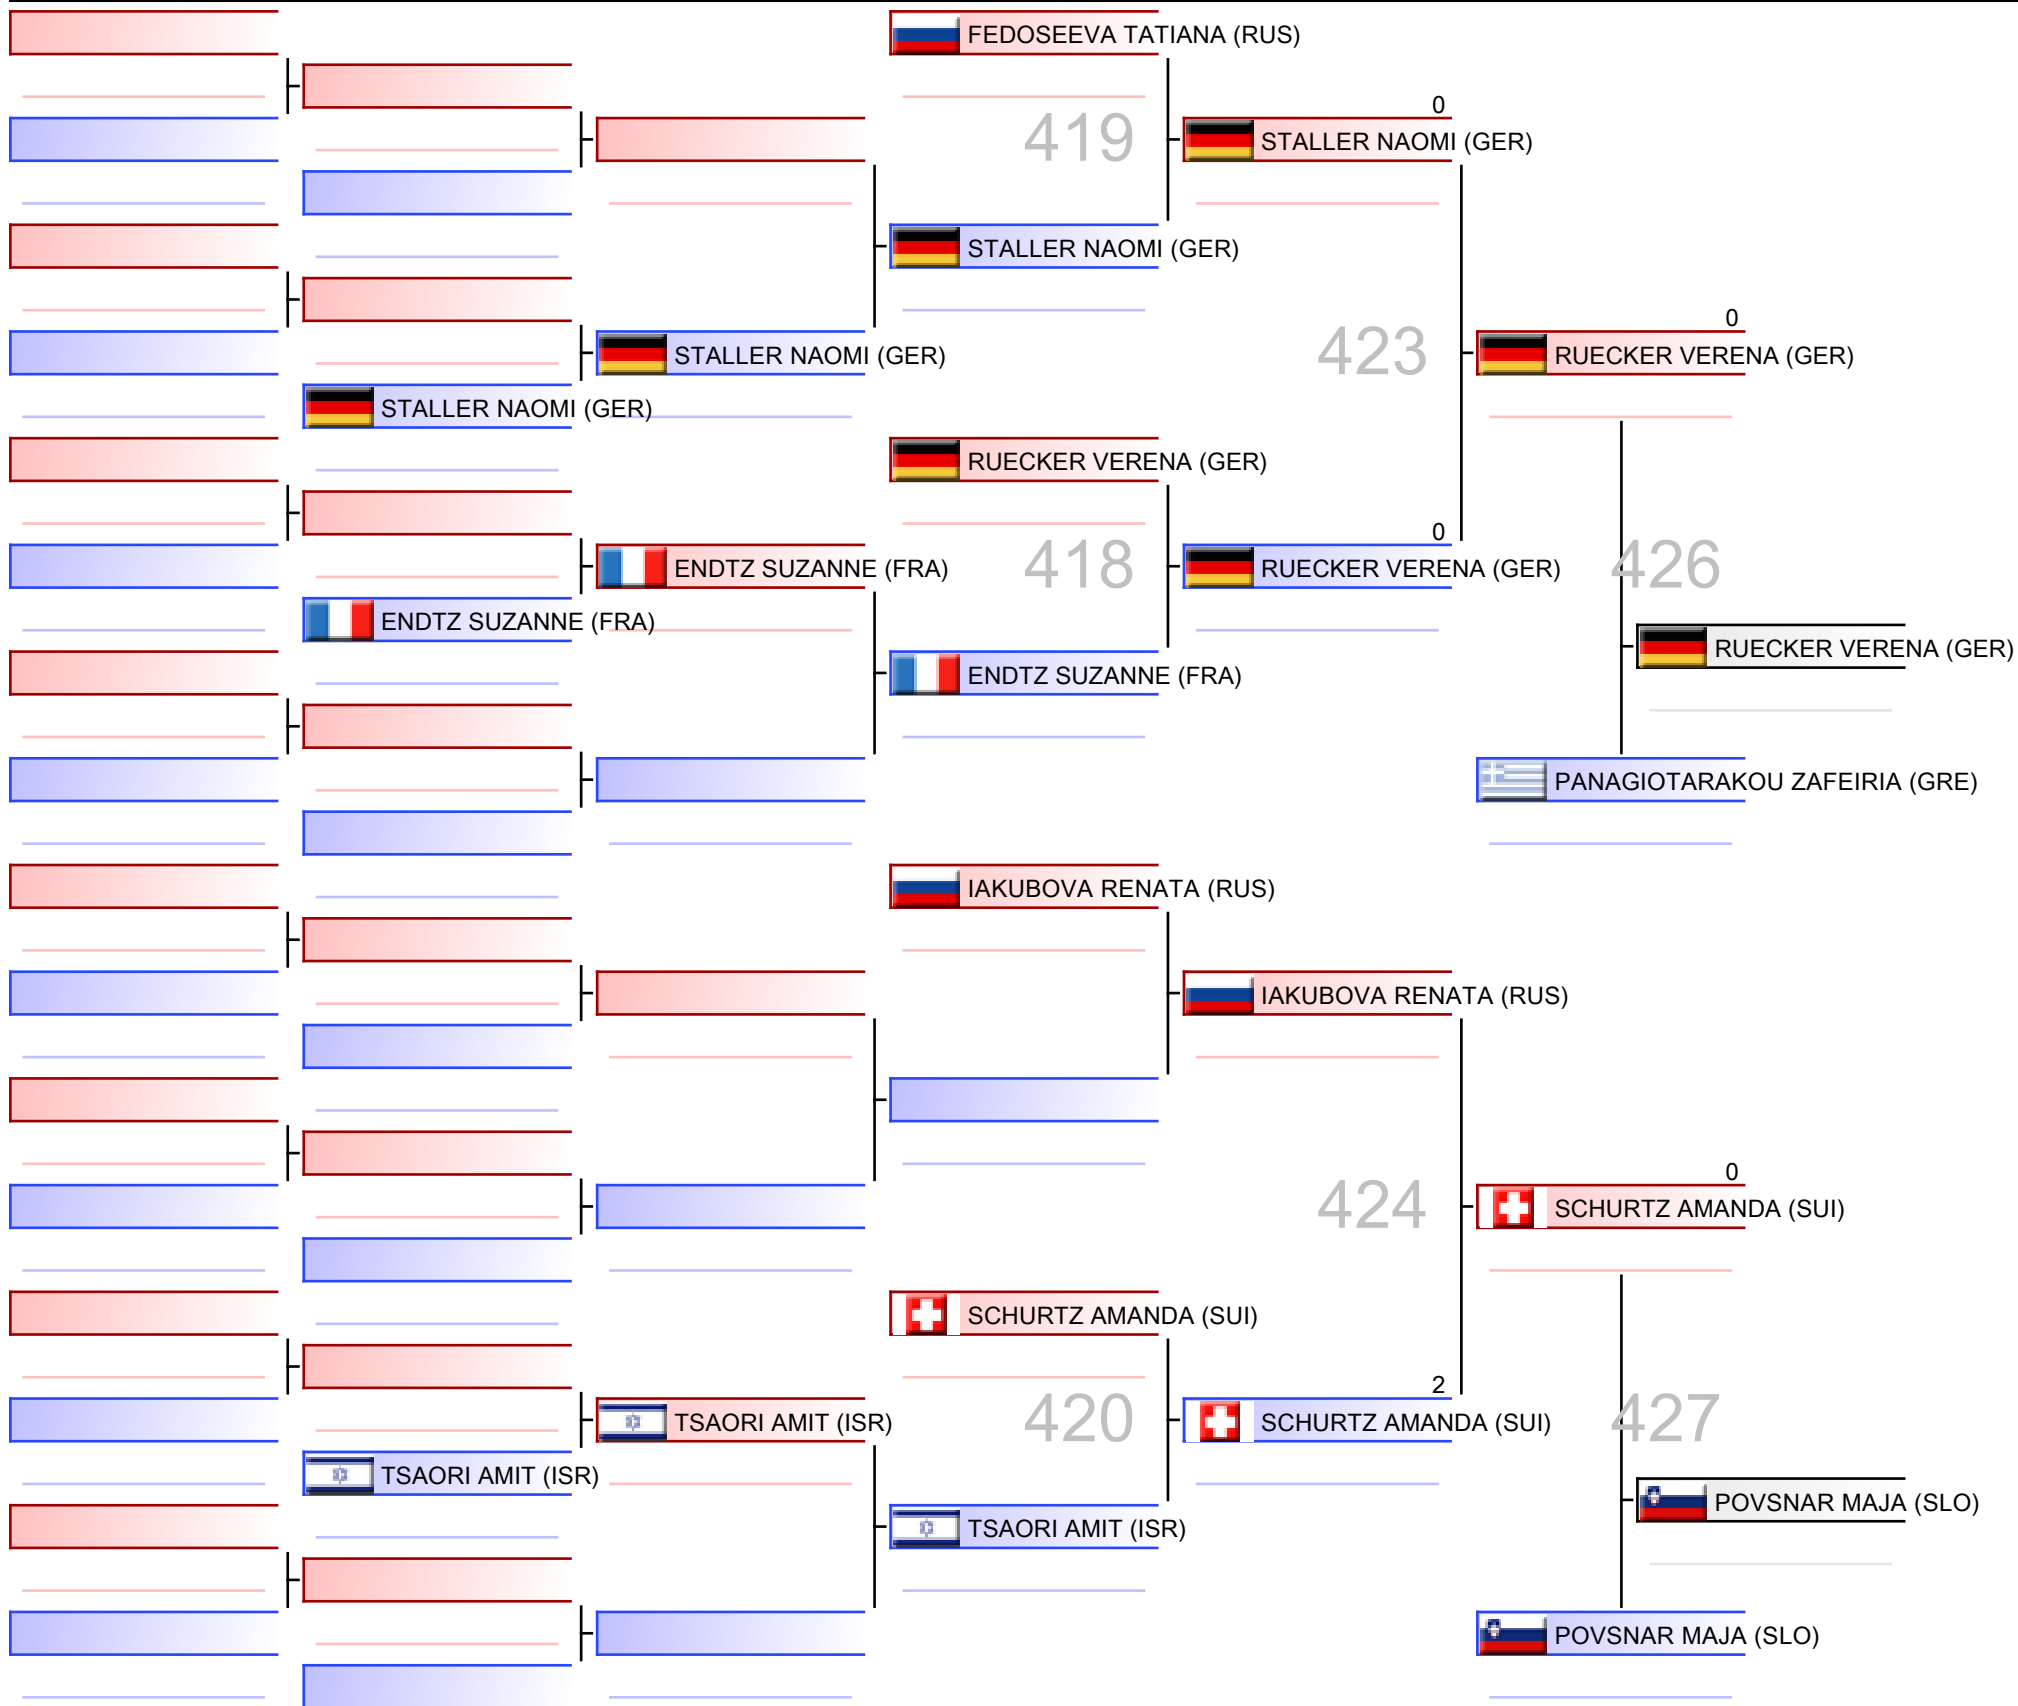 FEDOSEEVA TATIANA (RUS)
0
419
STALLER NAOMI (GER)
STALLER NAOMI (GER)
0
423
STALLER NAOMI (GER)
RUECKER VERENA (GER)
STALLER NAOMI (GER)
RUECKER VERENA (GER)
0
418
ENDTZ SUZANNE (FRA)
RUECKER VERENA (GER)
426
ENDTZ SUZANNE (FRA)
RUECKER VERENA (GER)
ENDTZ SUZANNE (FRA)
PANAGIOTARAKOU ZAFEIRIA (GRE)
IAKUBOVA RENATA (RUS)
IAKUBOVA RENATA (RUS)
0
424
SCHURTZ AMANDA (SUI)
SCHURTZ AMANDA (SUI)
2
420
427
TSAORI AMIT (ISR)
SCHURTZ AMANDA (SUI)
TSAORI AMIT (ISR)
POVSNAR MAJA (SLO)
TSAORI AMIT (ISR)
POVSNAR MAJA (SLO)